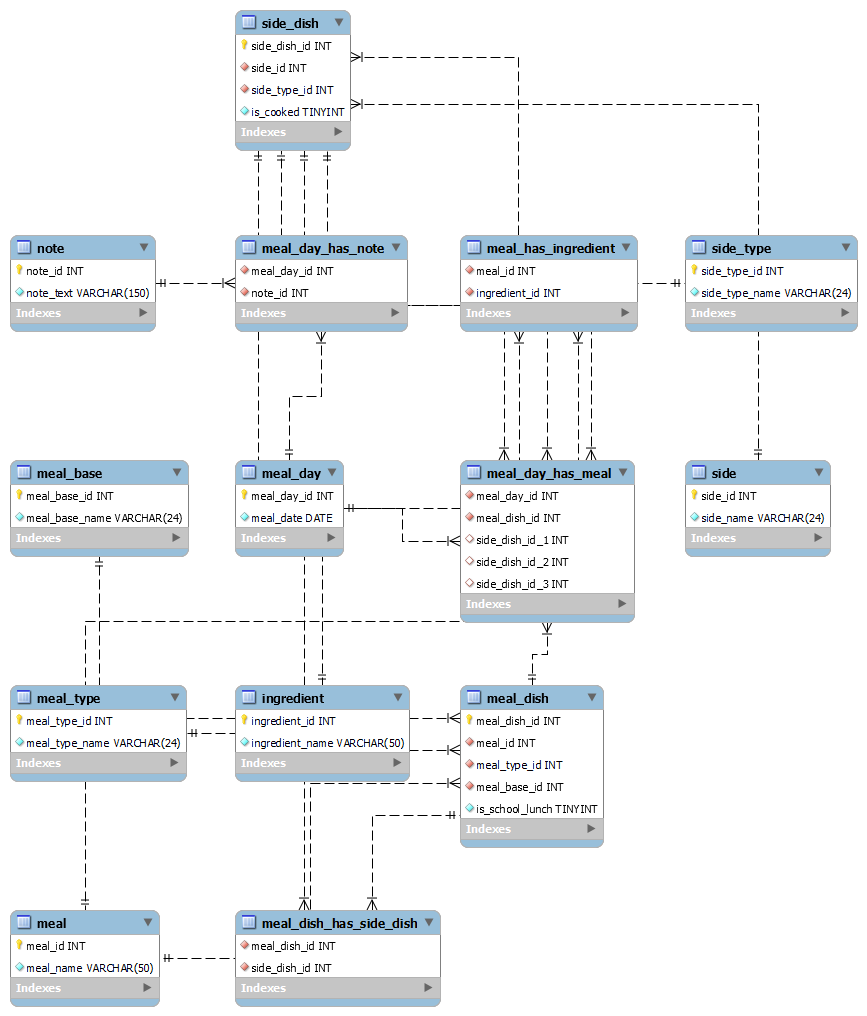 side_dish
side_dish_id INT
side_id INT
side_type_id INT
is_cooked TINYINT
Indexes
note
note_id INT
note_text VARCHAR(150)
Indexes
meal_day_has_note
meal_day_id INT
note_id INT
Indexes
meal_has_ingredient
meal_id INT
ingredient_id INT
Indexes
side_type
side_type_id INT
side_type_name VARCHAR(24)
Indexes
meal_base
meal_base_id INT
meal_base_name VARCHAR(24)
Indexes
meal_day
meal_day_id INT
meal_date DATE
Indexes
meal_day_has_meal
meal_day_id INT
meal_dish_id INT
side_dish_id_1 INT
side_dish_id_2 INT
side_dish_id_3 INT
Indexes
side
side_id INT
side_name VARCHAR(24)
Indexes
meal_type
meal_type_id INT
meal_type_name VARCHAR(24)
Indexes
ingredient
ingredient_id INT
ingredient_name VARCHAR(50)
Indexes
meal_dish
meal_dish_id INT
meal_id INT
meal_type_id INT
meal_base_id INT
is_school_lunch TINYINT
Indexes
meal
meal_id INT
meal_name VARCHAR(50)
Indexes
meal_dish_has_side_dish
meal_dish_id INT
side_dish_id INT
Indexes